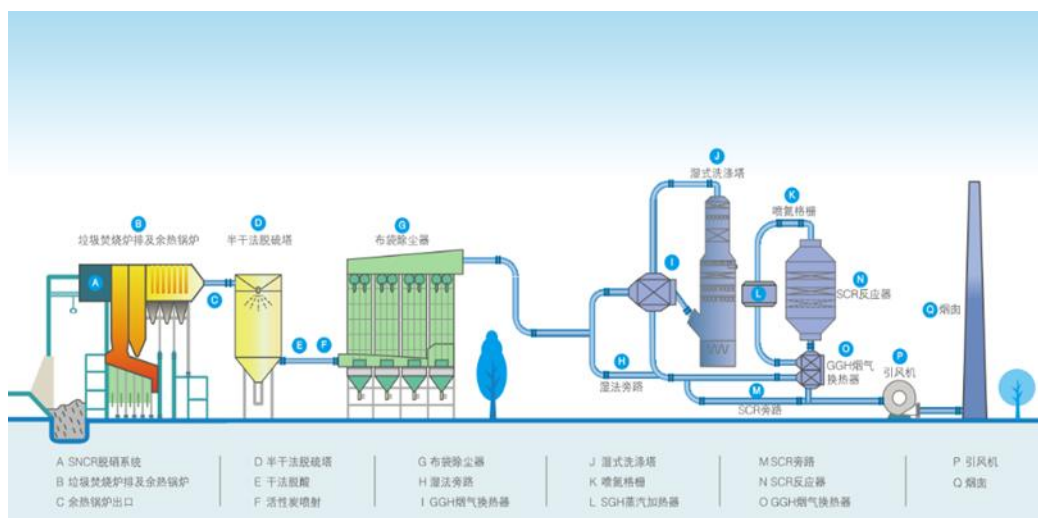 J
湿式洗涤塔
K
喷氮格栅
B
垃圾焚烧炉排及余热锅炉
D
半干法脱硫塔
G
布袋除尘器
A
C
I
L
N
SCR反应器
Q 烟囱
E
F
H
湿法旁路
O
GGH烟气
换热器
P
引风机
M
SCR旁路
A SNCR脱硝系统
B 垃圾焚烧炉排及余热锅炉
C 余热锅炉出口
D 半干法脱硫塔
E 干法脱酸
F 活性炭喷射
G 布袋除尘器
H 湿法旁路
I GGH烟气换热器
J 湿式洗涤塔
K 喷氮格栅
L SGH蒸汽加热器
M SCR旁路
N SCR反应器
O GGH烟气换热器
P 引风机
Q 烟囱